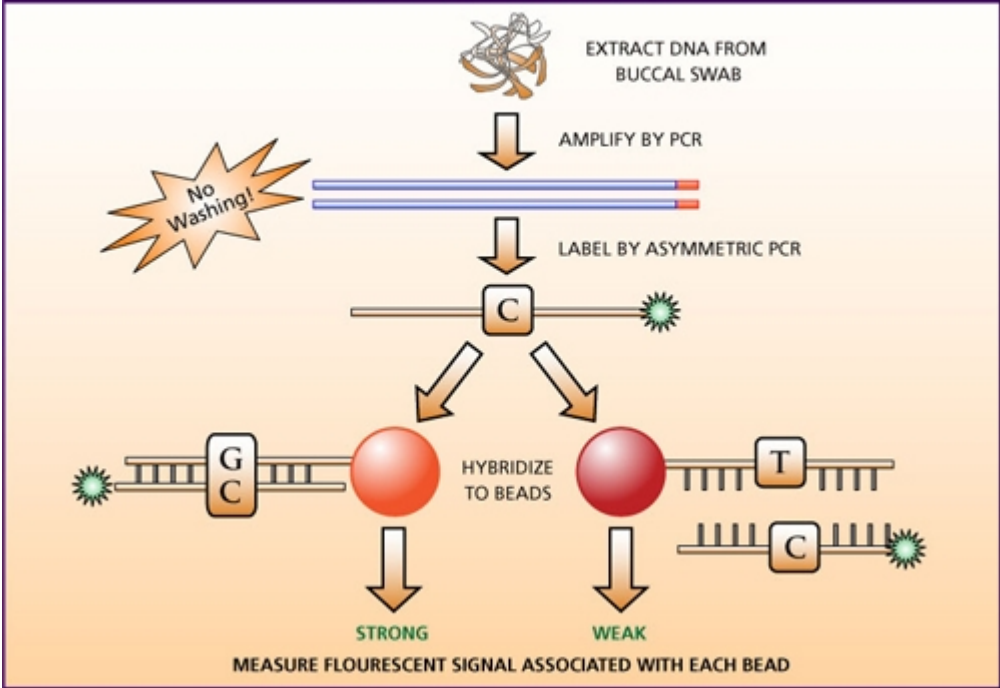 EXTRACT DNA FROM
BUCCAL SWAB
AMPLIFY BY PCR
No
Washing!
LABEL BY ASYMMETRIC PCR
C
G
C
HYBRIDIZE
TO BEADS
T
C
STRONG
WEAK
MEASURE FLOURESCENT SIGNAL ASSOCIATED WITH EACH BEAD